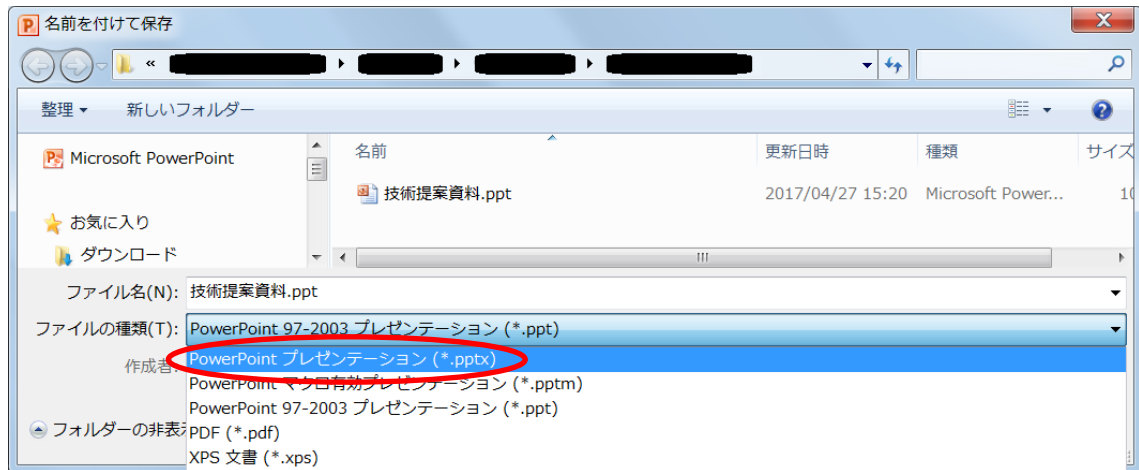 名前を付けて保存
«
整理 新しいフォルダー
Microsoft PowerPoint
お気に入り
ダウンロード
名前 更新日時 種類 サイズ
技術提案資料.ppt 2017/04/27 15:20 Microsoft Power... 10
ファイル名(N): 技術提案資料.ppt
ファイルの種類(T): PowerPoint 97-2003 プレゼンテーション (*.ppt)
作成者:
PowerPoint プレゼンテーション (*.pptx)
PowerPoint マクロ有効プレゼンテーション (*.pptm)
PowerPoint 97-2003 プレゼンテーション (*.ppt)
PDF (*.pdf)
XPS 文書 (*.xps)
フォルダーの非表示